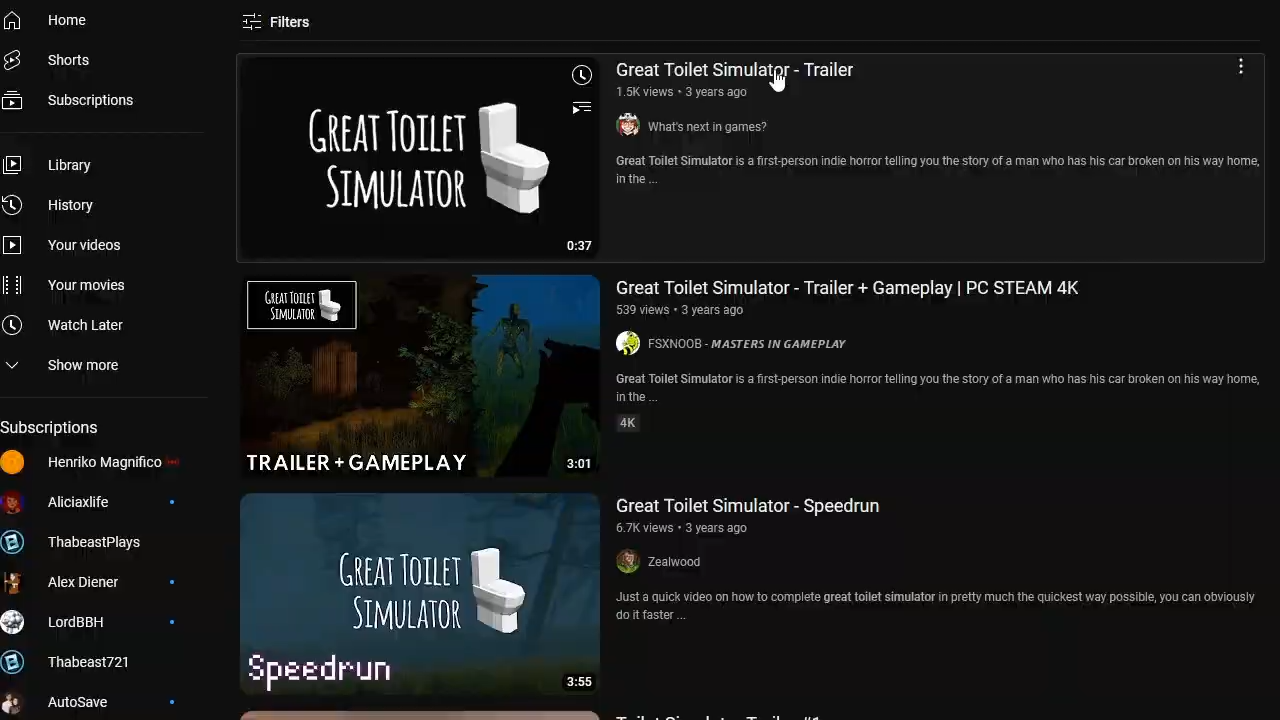 Home
Shorts
Subscriptions
Library
History
Your videos
Your movies
Watch Later
Show more
Subscriptions
Henriko Magnifico
Aliciaxlife
ThabeastPlays
Alex Diener
LordBBH
Thabeast721
AutoSave
Filters
GREAT TOILET
SIMULATOR
0:37
Great Toilet Simulator - Trailer
1.5K views • 3 years ago
What's next in games?
Great Toilet Simulator is a first-person indie horror telling you the story of a man who has his car broken on his way home,
in the ...
GREAT TOILET
SIMULATOR
TRAILER + GAMEPLAY
3:01
Great Toilet Simulator - Trailer + Gameplay | PC STEAM 4K
539 views • 3 years ago
FSXNOOB - MASTERS IN GAMEPLAY
Great Toilet Simulator is a first-person indie horror telling you the story of a man who has his car broken on his way home,
in the ...
4K
GREAT TOILET
SIMULATOR
Speedrun
3:55
Great Toilet Simulator - Speedrun
6.7K views • 3 years ago
Zealwood
Just a quick video on how to complete great toilet simulator in pretty much the quickest way possible, you can obviously
do it faster ...
Toilet Simulator Trailer #1